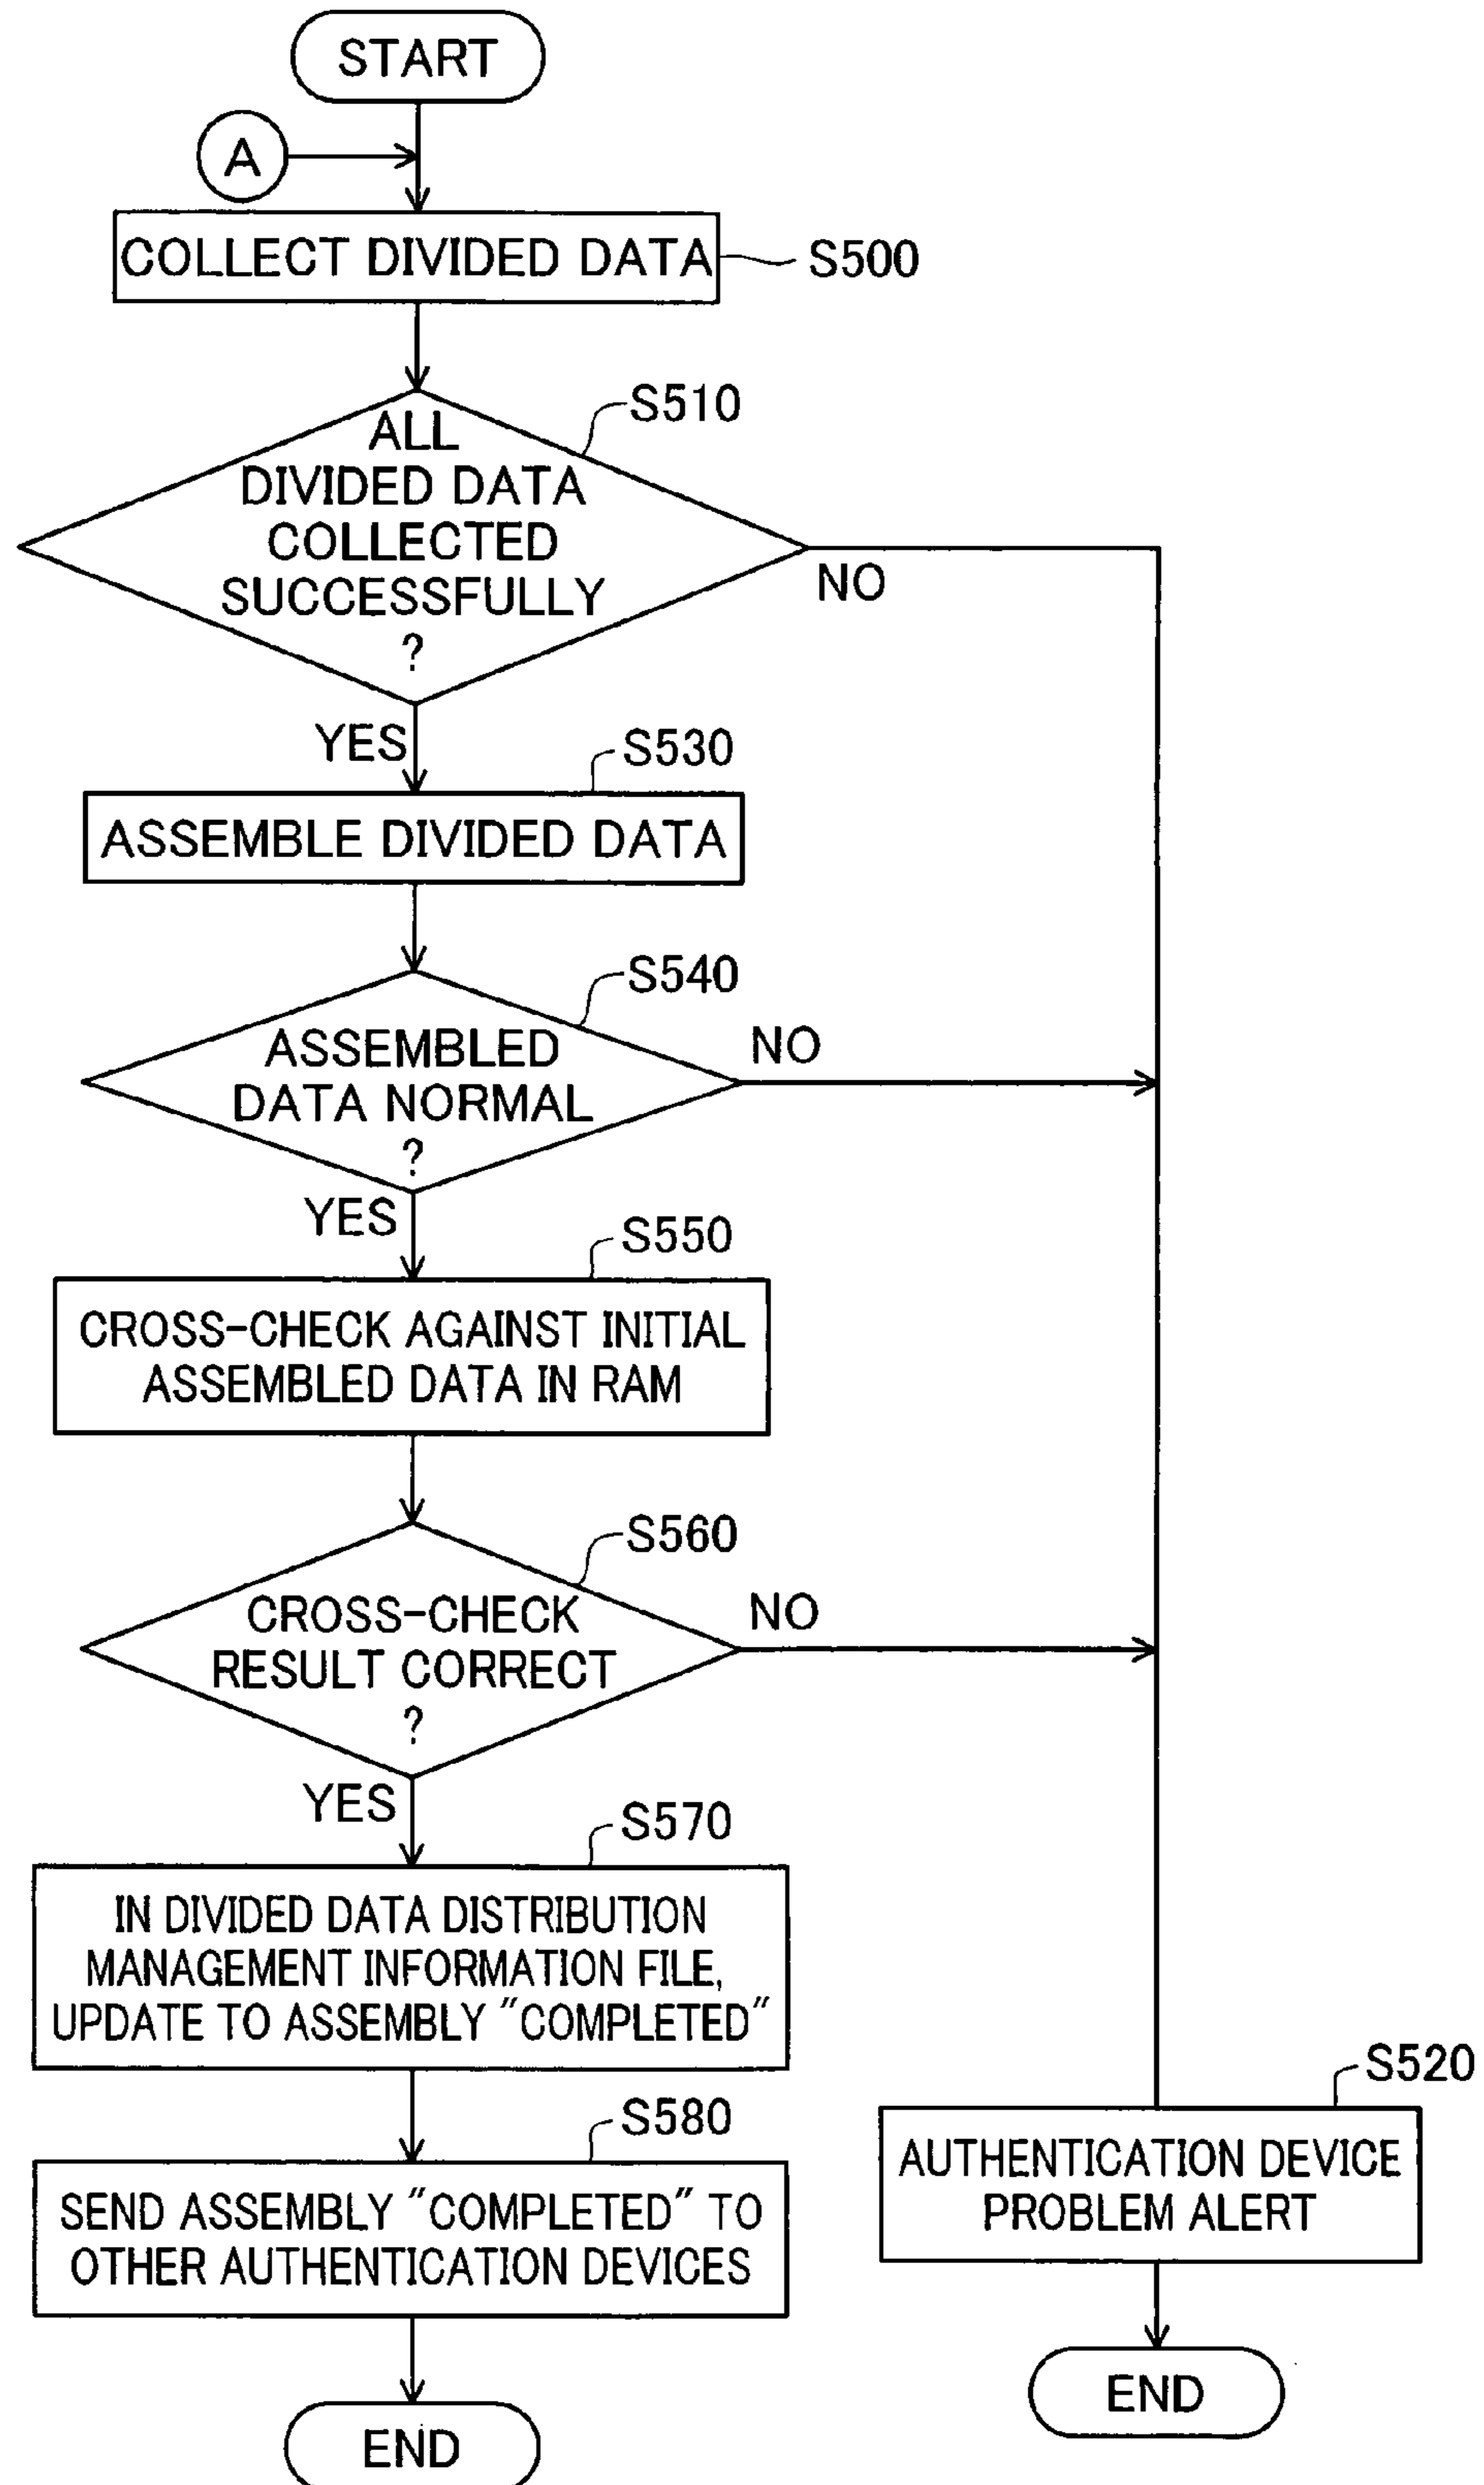 START
A
COLLECT DIVIDED DATA
S500
S510
ALL
DIVIDED DATA
COLLECTED
SUCCESSFULLY
?
NO
YES
S530
ASSEMBLE DIVIDED DATA
S540
ASSEMBLED
DATA NORMAL
?
NO
YES
S550
CROSS-CHECK AGAINST INITIAL
ASSEMBLED DATA IN RAM
S560
CROSS-CHECK
RESULT CORRECT
?
NO
YES
S570
IN DIVIDED DATA DISTRIBUTION
MANAGEMENT INFORMATION FILE,
UPDATE TO ASSEMBLY "COMPLETED"
S580
SEND ASSEMBLY "COMPLETED" TO
OTHER AUTHENTICATION DEVICES
END
S520
AUTHENTICATION DEVICE
PROBLEM ALERT
END